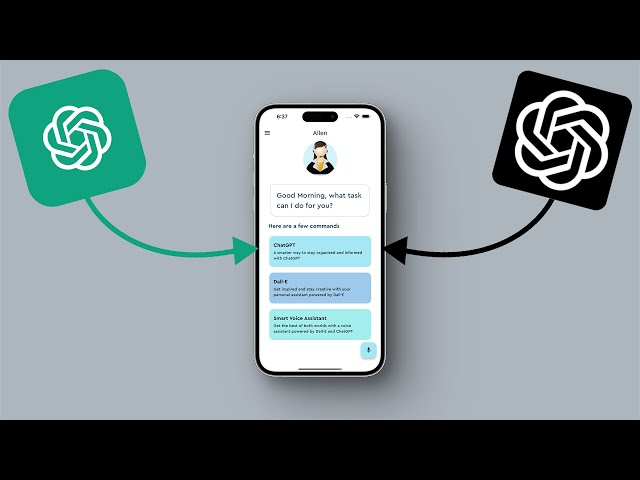 6:37
Allen
Good Morning, what task
can I do for you?
Here are a few commands
ChatGPT
A smarter way to stay organized and informed
with ChatGPT
Dall-E
Get inspired and stay creative with your
personal assistant powered by Dall-E
Smart Voice Assistant
Get the best of both worlds with a voice
assistant powered by Dall-E and ChatGPT